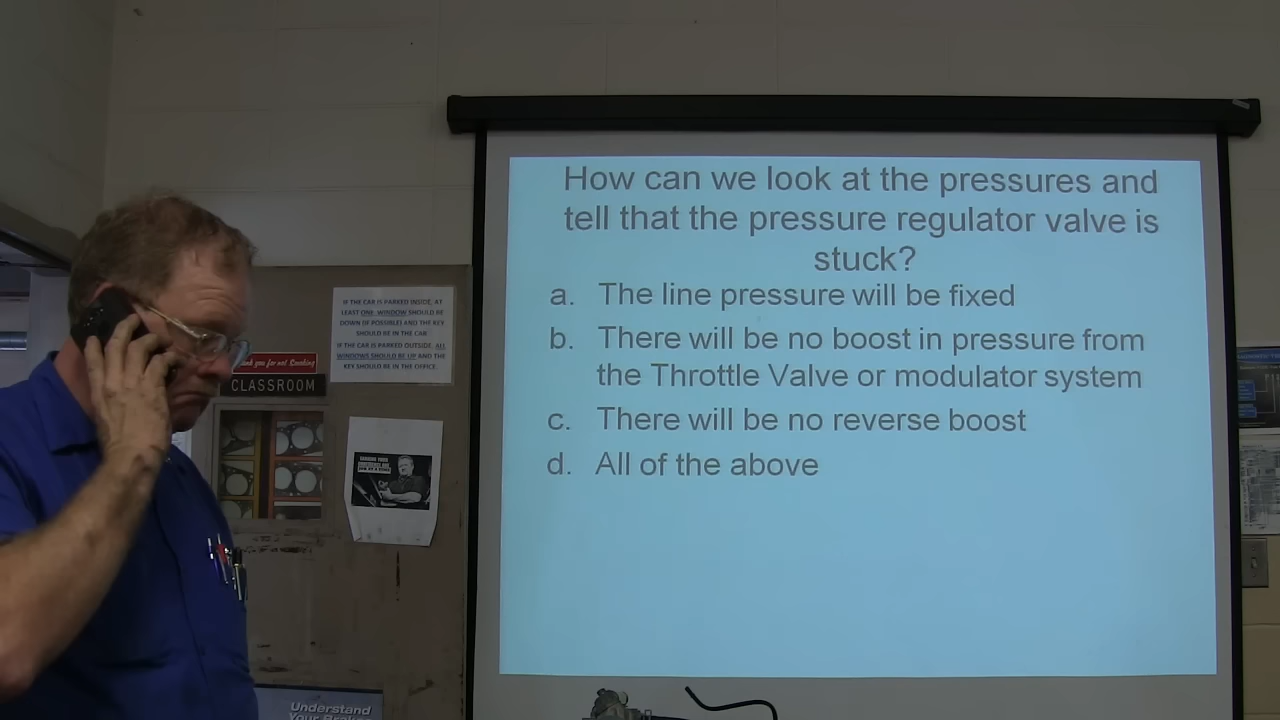 How can we look at the pressures and
tell that the pressure regulator valve is
stuck?
a. The line pressure will be fixed
b. There will be no boost in pressure from
the Throttle Valve or modulator system
c. There will be no reverse boost
d. All of the above
IF THE CAR IS PARKED INSIDE, AT
LEAST ONE WINDOW SHOULD BE
DOWN (IF POSSIBLE) AND THE KEY
SHOULD BE IN THE CAR
IF THE CAR IS PARKED OUTSIDE, ALL
WINDOWS SHOULD BE UP AND THE
KEY SHOULD BE IN THE OFFICE.
you for not Smoking
CLASSROOM
Understand
Your